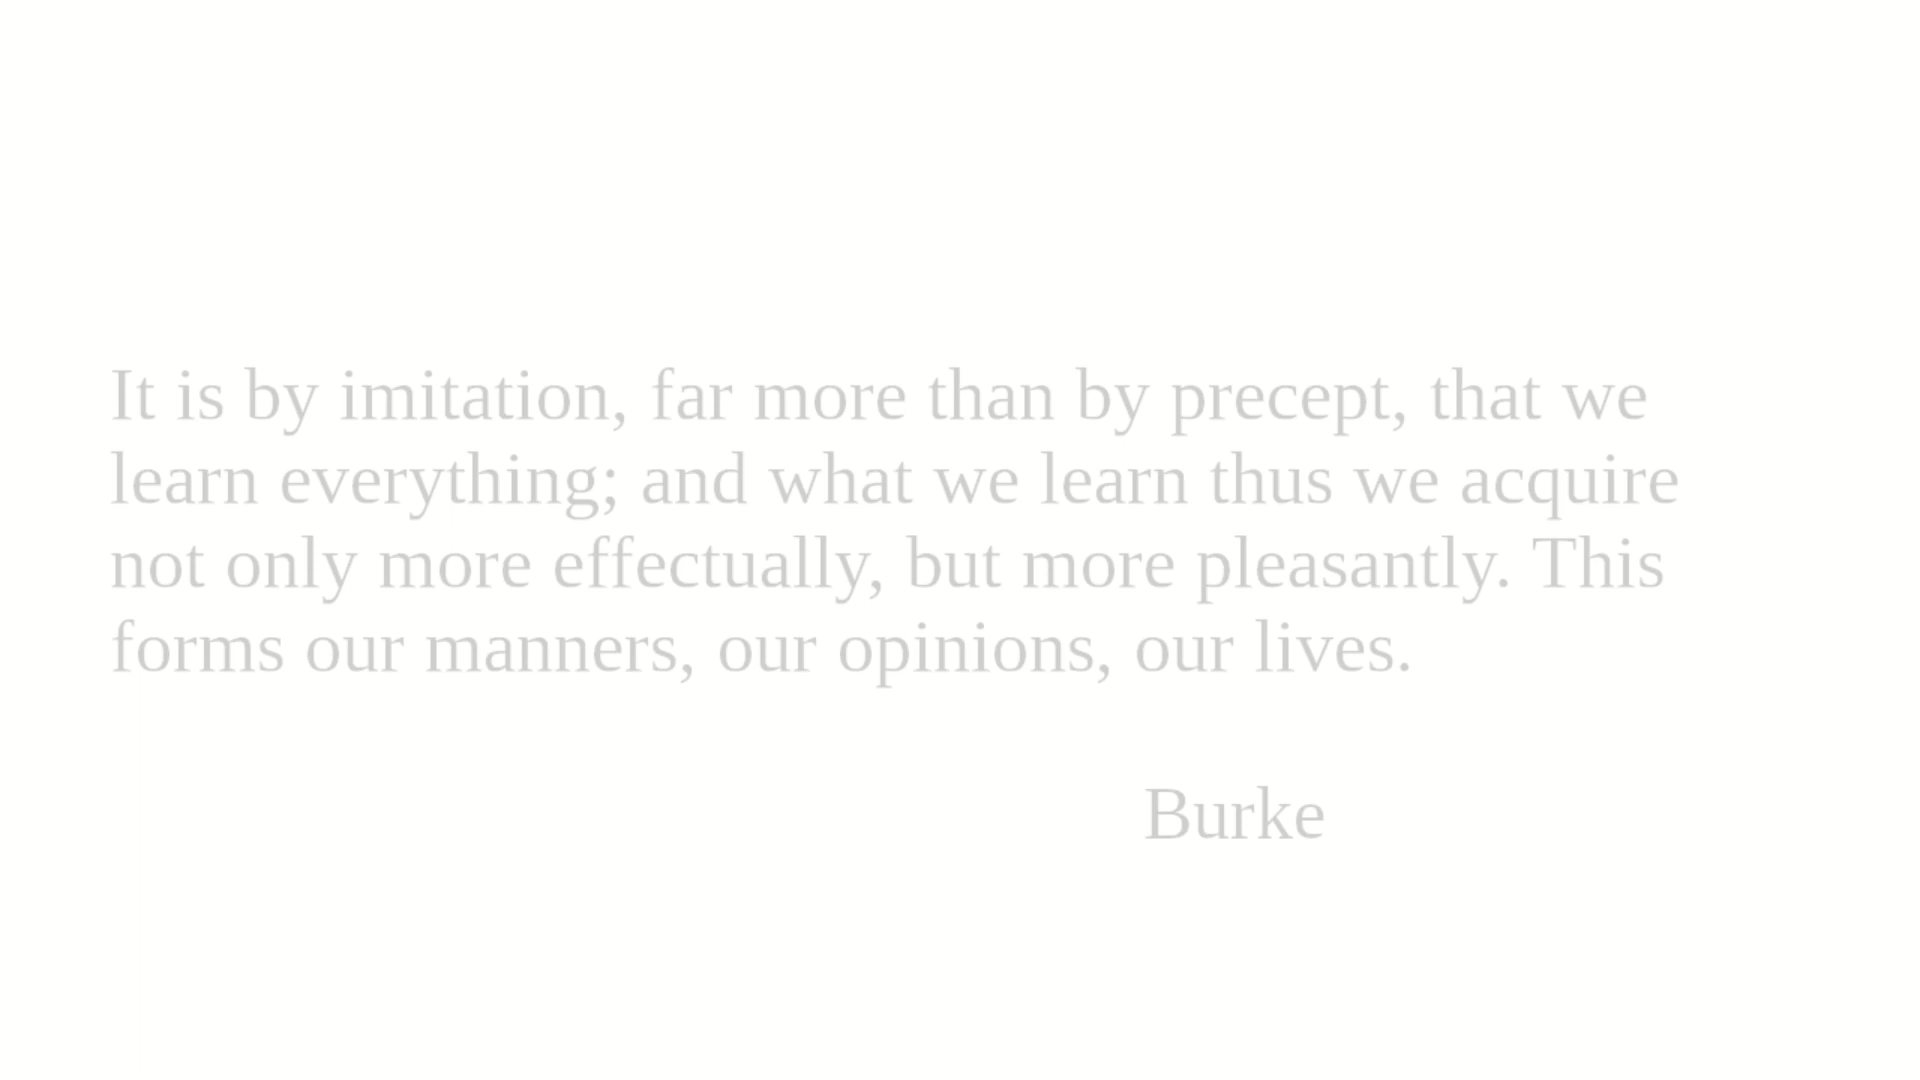 It is by imitation, far more than by precept, that we
learn everything; and what we learn thus we acquire
not only more effectually, but more pleasantly. This
forms our manners, our opinions, our lives.
Burke